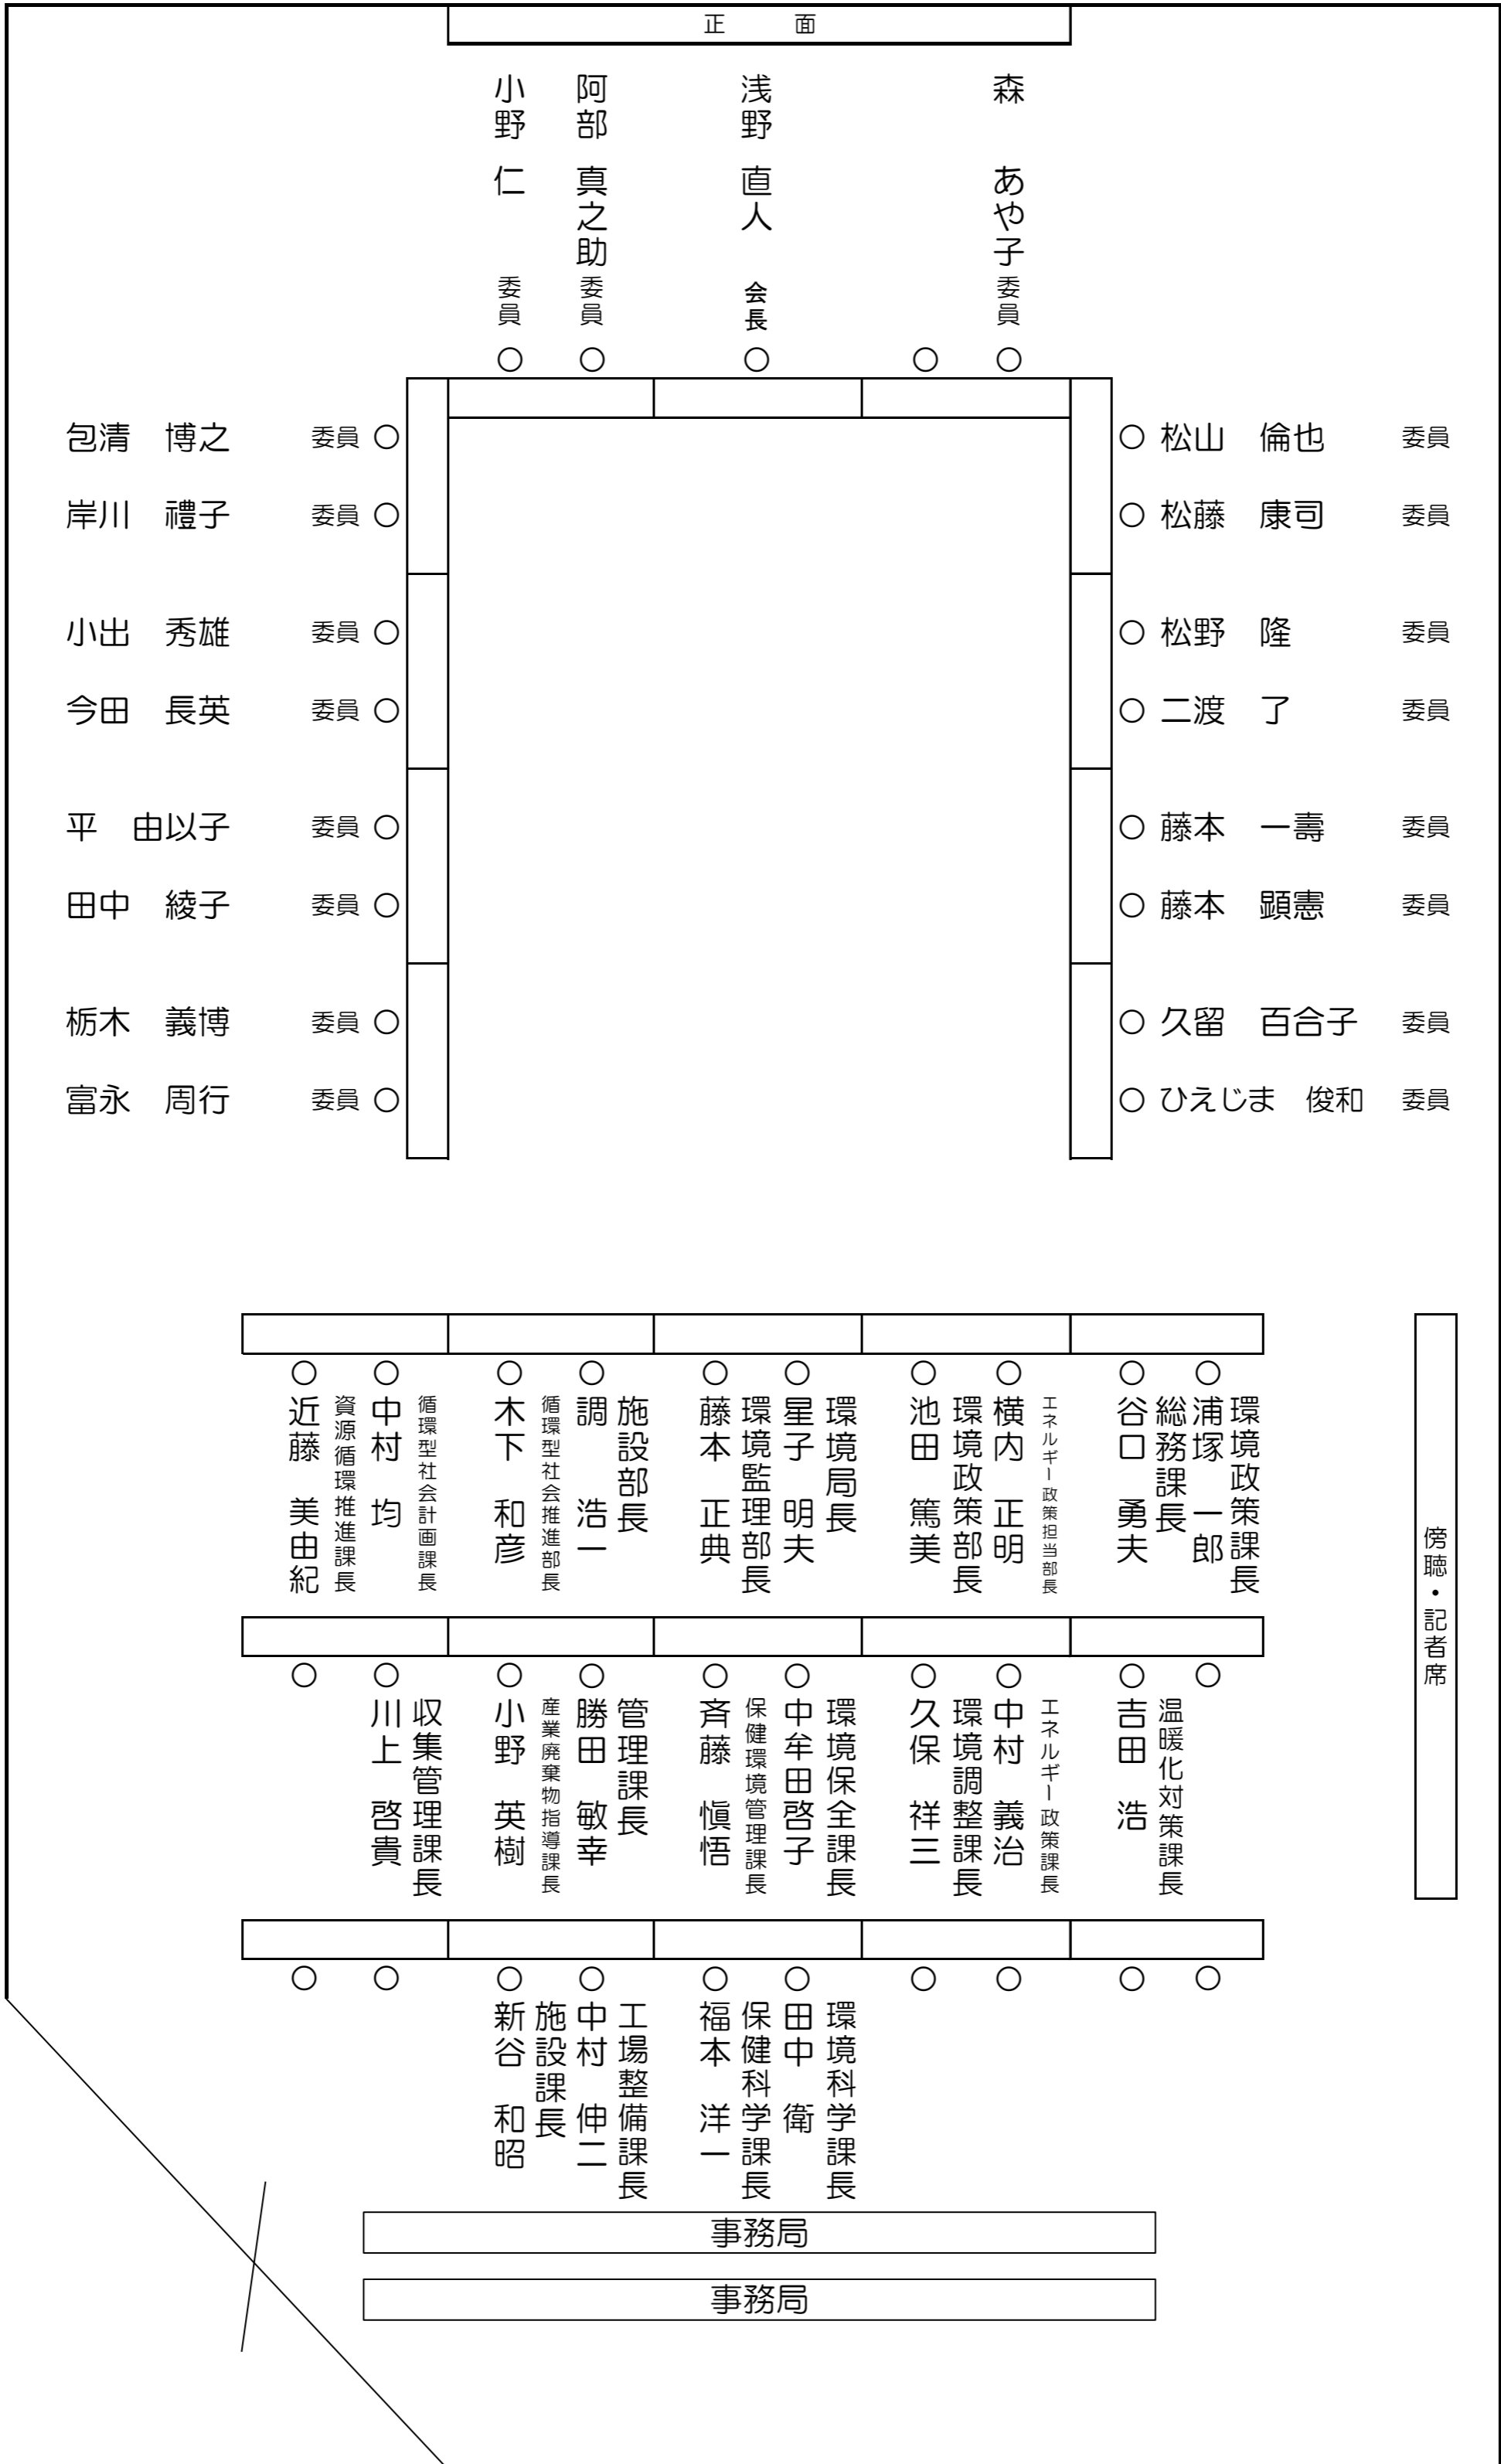 正　面
小野 仁 委員
阿部 真之助 委員
浅野 直人 会長
○
森 あや子 委員
包清 博之 委員 ○
岸川 禮子 委員 ○
小出 秀雄 委員 ○
今田 長英 委員 ○
平 由以子 委員 ○
田中 綾子 委員 ○
栃木 義博 委員 ○
富永 周行 委員 ○
○ 松山 倫也 委員
○ 松藤 康司 委員
○ 松野 隆 委員
○ 二渡 了 委員
○ 藤本 一壽 委員
○ 藤本 顕憲 委員
○ 久留 百合子 委員
○ ひえじま 俊和 委員
環境政策課長
○ 浦塚 一郎
総務課長
○ 谷口 勇夫
エネルギー政策担当部長
○ 横内 正明
環境政策部長
○ 池田 篤美
環境局長
○ 星子 明夫
環境監理部長
○ 藤本 正典
施設部長
○ 調 浩一
循環型社会推進部長
○ 木下 和彦
循環型社会計画課長
○ 中村 均
資源循環推進課長
○ 近藤 美由紀
○
温暖化対策課長
○ 吉田 浩
エネルギー政策課長
○ 中村 義治
環境調整課長
○ 久保 祥三
環境保全課長
○ 中牟田啓子
保健環境管理課長
○ 斉藤 愼悟
管理課長
○ 勝田 敏幸
産業廃棄物指導課長
○ 小野 英樹
収集管理課長
○ 川上 啓貴
○
○
○
○
○
環境科学課長
○ 田中 衛
保健科学課長
○ 福本 洋一
工場整備課長
○ 中村 伸二
施設課長
○ 新谷 和昭
○
○
傍聴・記者席
事務局
事務局